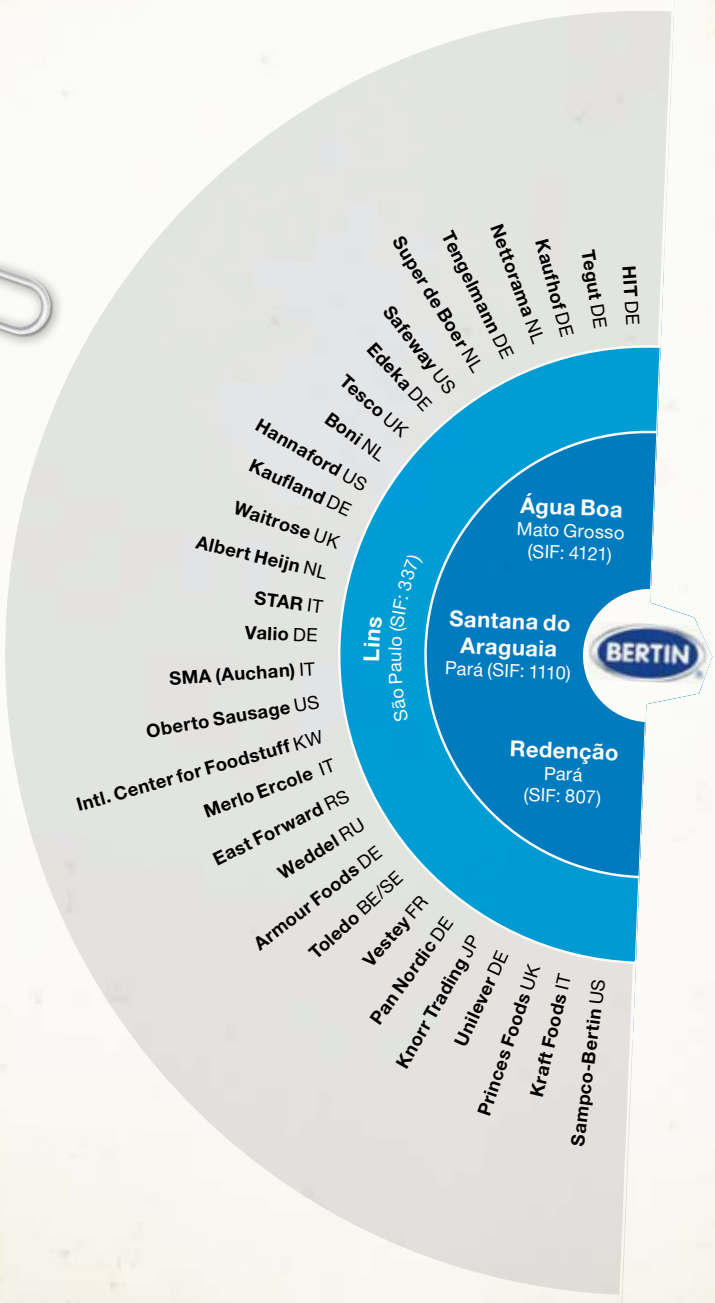 HIT DE
Tegut DE
Kaufhof DE
Nettorama NL
Tengelmann DE
Super de Boer NL
Safeway US
Edeka DE
Tesco UK
Boni NL
Hannaford US
Kaufland DE
Waitrose UK
Albert Heijn NL
STAR IT
Valio DE
SMA (Auchan) IT
Oberto Sausage US
Intl. Center for Foodstuff KW
Merlo Ercole IT
East Forward RS
Weddel RU
Armour Foods DE
Toledo BE/SE
Vestey FR
Pan Nordic DE
Knorr Trading JP
Unilever DE
Princes Foods UK
Kraft Foods IT
Sampco-Bertin US
Lins
São Paulo (SIF: 337)
Água Boa
Mato Grosso
(SIF: 4121)
Santana do
Araguaia
Pará (SIF: 1110)
Redenção
Pará
(SIF: 807)
BERTIN